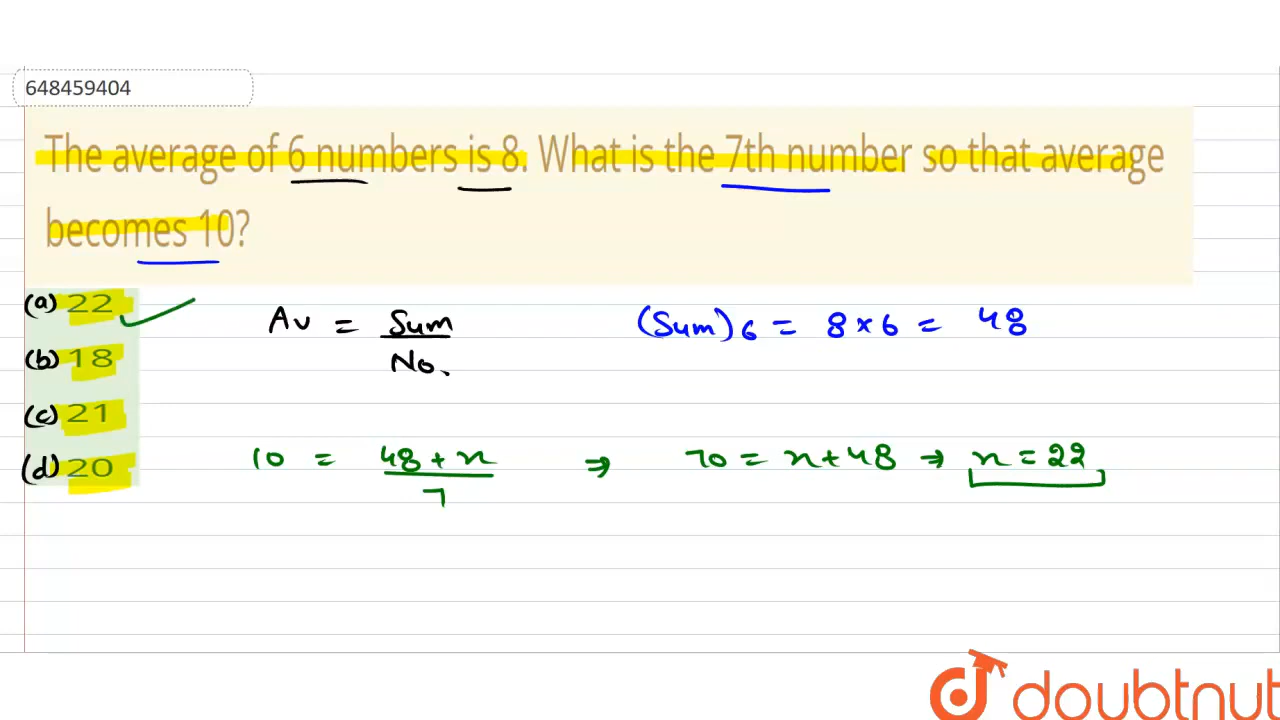 648459404
The average of 6 numbers is 8. What is the 7th number so that average
becomes 10?
(a) 22
(b) 18
(c) 21
(d) 20
Av = Sum / No.
(Sum)6 = 8 × 6 = 48
10 = 48 + x / 7 ⇒ 70 = x + 48 → x = 22
doubtnut